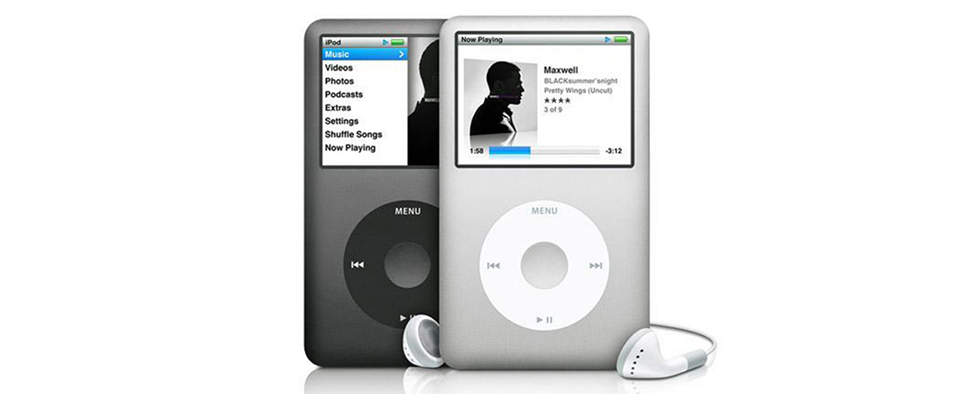 iPod
Music
Videos
Photos
Podcasts
Extras
Settings
Shuffle Songs
Now Playing
MENU
Now Playing
Maxwell
BLACKsummer'snight
Pretty Wings (Uncut)
★★★★
3 of 9
1:58
-3:12
MENU